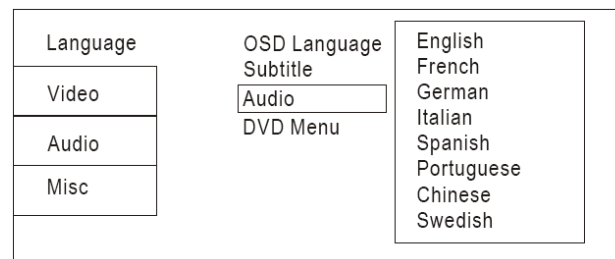 Language
Video
Audio
Misc
OSD Language
Subtitle
Audio
DVD Menu
English
French
German
Italian
Spanish
Portuguese
Chinese
Swedish